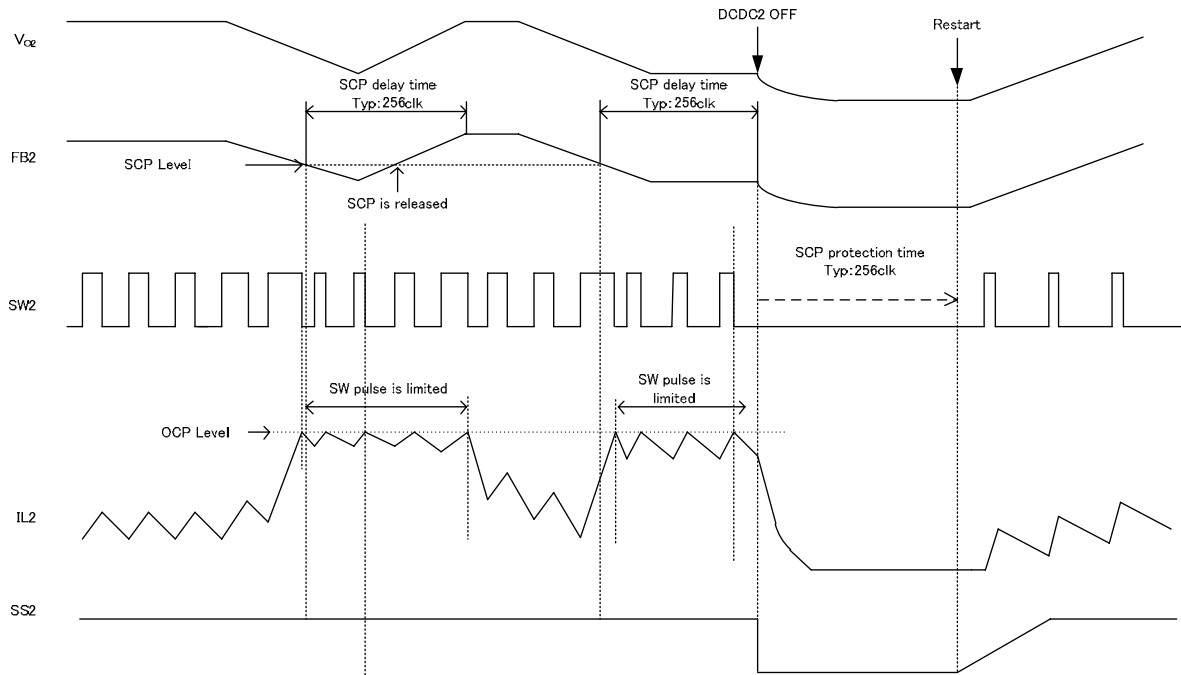 DCDC2 OFF
Restart
VO2
SCP delay time
Typ:256clk
SCP delay time
Typ:256clk
FB2
SCP Level
SCP is released
SCP protection time
Typ:256clk
SW2
SW pulse is limited
SW pulse is
limited
OCP Level
IL2
SS2